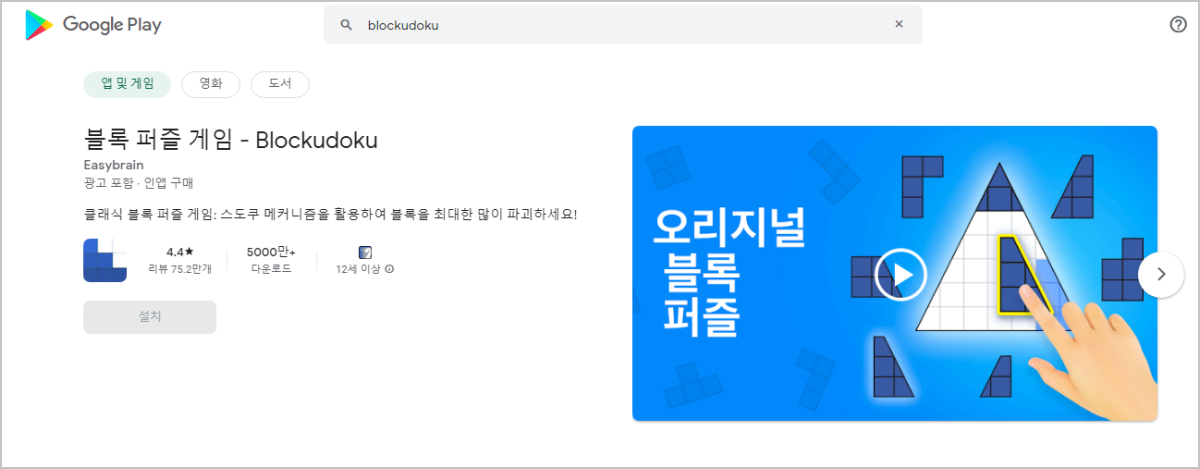 Google Play
blockudoku
앱 및 게임
영화
도서
블록 퍼즐 게임 - Blockudoku
Easybrain
광고 포함 · 인앱 구매
클래식 블록 퍼즐 게임: 스도쿠 메커니즘을 활용하여 블록을 최대한 많이 파괴하세요!
4.4★
리뷰 75.2만개
5000만+
다운로드
12세 이상
설치
오리지널
블록
퍼즐